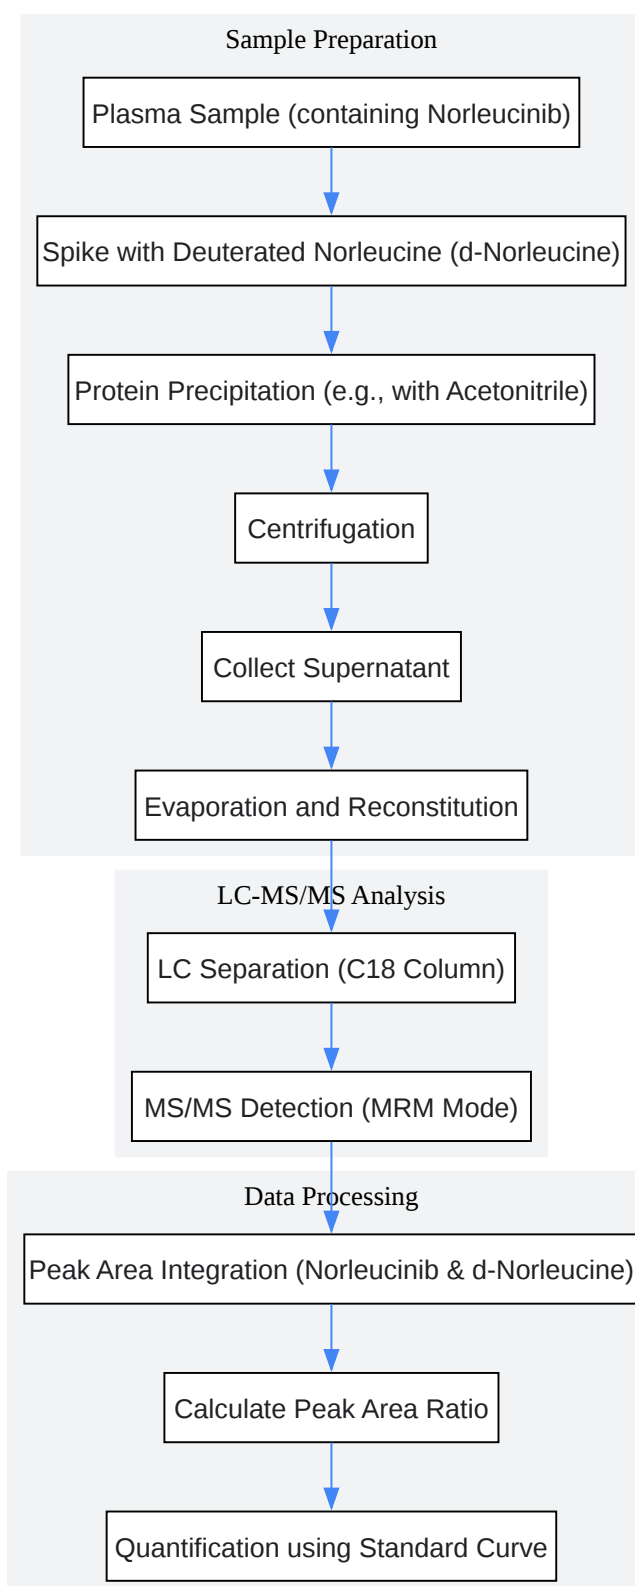 Sample Preparation
Plasma Sample (containing Norleucinib)
Spike with Deuterated Norleucine (d-Norleucine)
Protein Precipitation (e.g., with Acetonitrile)
Centrifugation
Collect Supernatant
Evaporation and Reconstitution
LC-MS/MS Analysis
LC Separation (C18 Column)
MS/MS Detection (MRM Mode)
Data Processing
Peak Area Integration (Norleucinib & d-Norleucine)
Calculate Peak Area Ratio
Quantification using Standard Curve